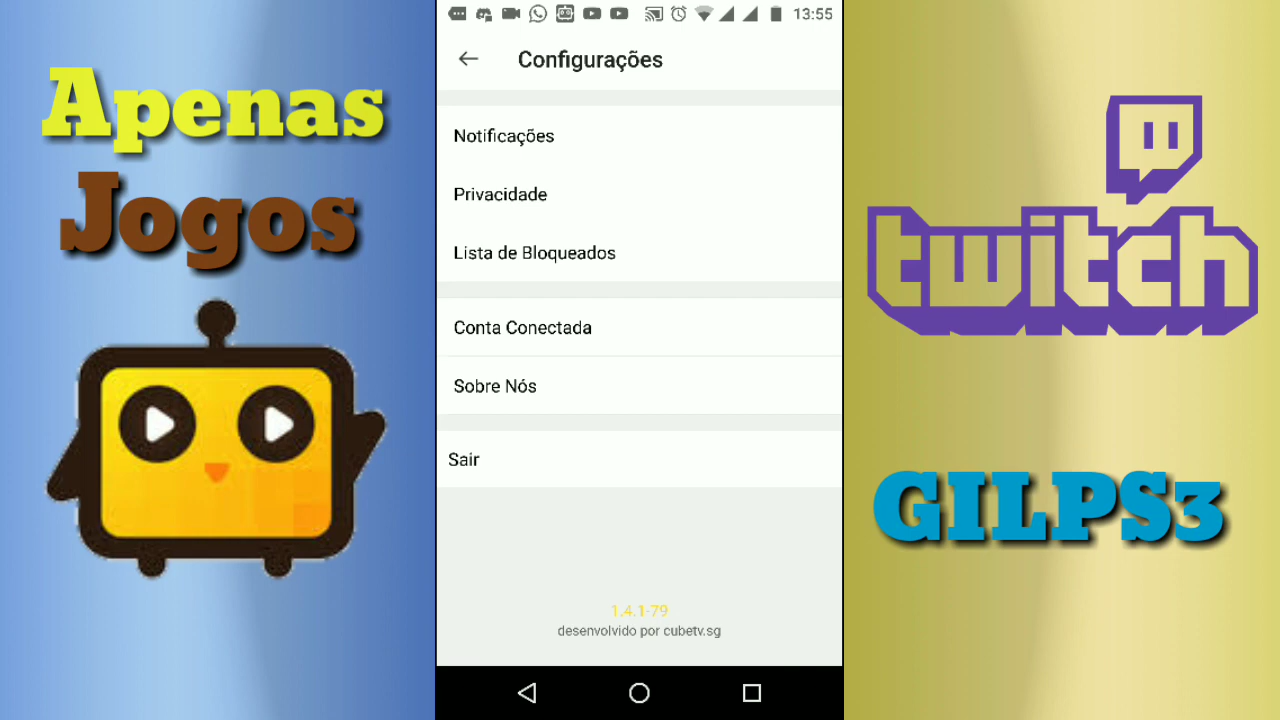 Apenas
Jogos
13:55
Configurações
Notificações
Privacidade
Lista de Bloqueados
Conta Conectada
Sobre Nós
Sair
1.4.1-79
desenvolvido por cubetv.sg
twitch
GILPS3